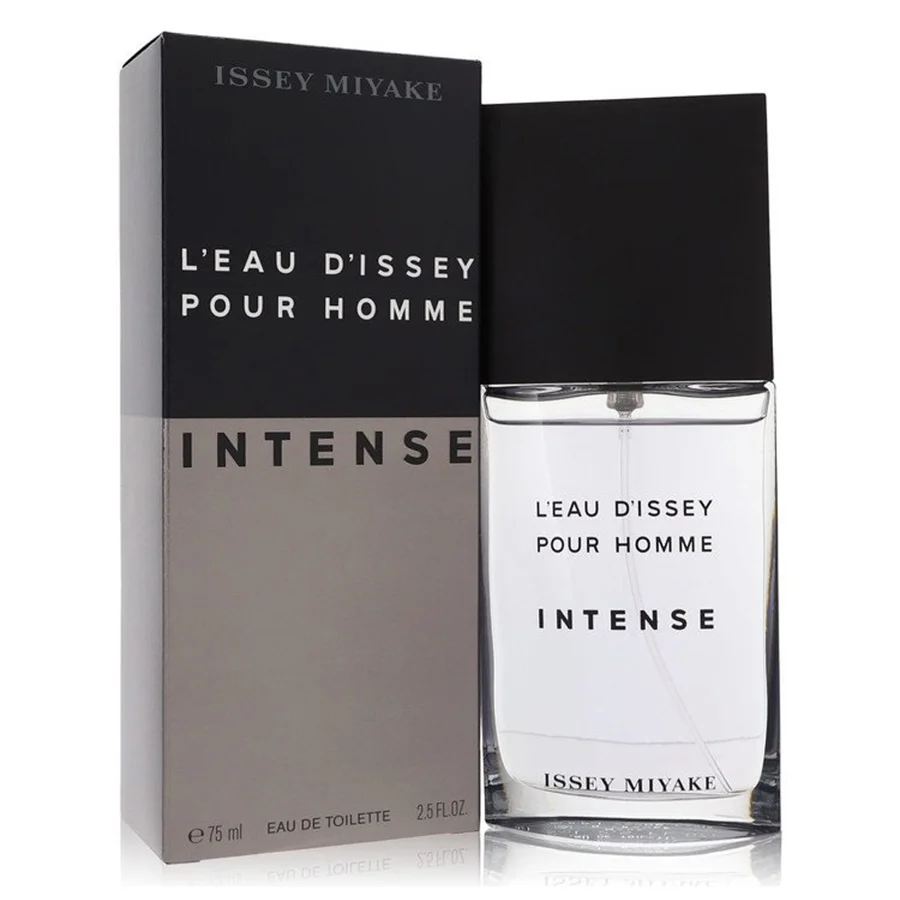 ISSEY MIYAKE
L'EAU D'ISSEY
POUR HOMME
INTENSE
℮ 75 ml EAU DE TOILETTE 2.5 FL.OZ.
L'EAU D'ISSEY
POUR HOMME
INTENSE
ISSEY MIYAKE